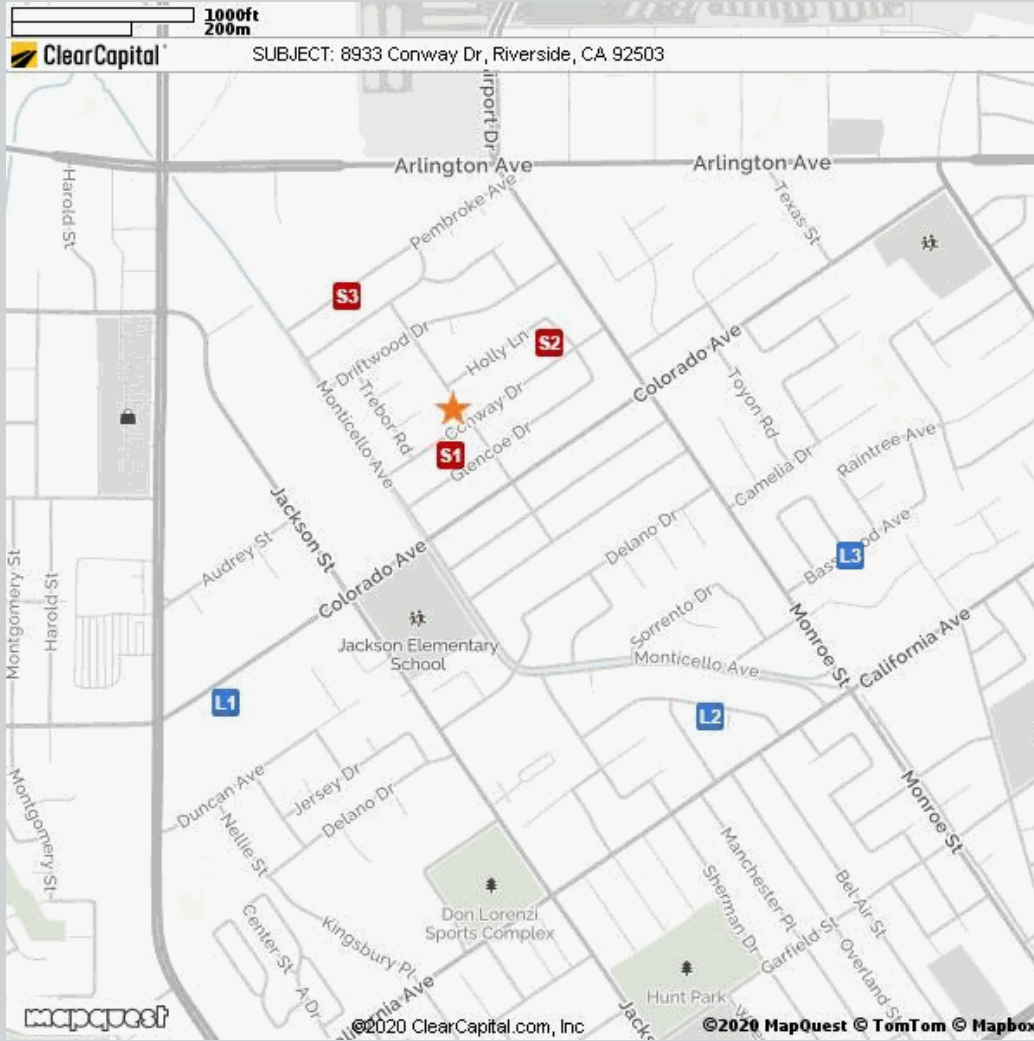 1000ft
200m
ClearCapital
SUBJECT: 8933 Conway Dr, Riverside, CA 92503
irport Dr
Arlington Ave
Arlington Ave
Harold St
Pembroke Ave
Texas St
S3
Driftwood Dr
Holly Ln
S2
Colorado Ave
Trebor Rd
Monticello Ave
Conway Dr
Toyon Rd
S1
Glencoe Dr
Raintree Ave
Camelia Dr
Jackson St
Delano Dr
Audrey St
L3
Montgomery St
Harold St
Colorado Ave
Sorrento Dr
Monroe St
California Ave
Jackson Elementary
School
Monticello Ave
L1
L2
Duncan Ave
Jersey Dr
Delano Dr
Nellie St
Montgomery St
Monroe St
Manchester Pl
Sherman Dr
Bel Air St
Don Lorenzi
Sports Complex
Center St
Kingsbury Pl
A Dr
Garfield St
Overland St
Hunt Park
alifornia Ave
Jacks
mapquest
©2020 ClearCapital.com, Inc
©2020 MapQuest © TomTom © Mapbox